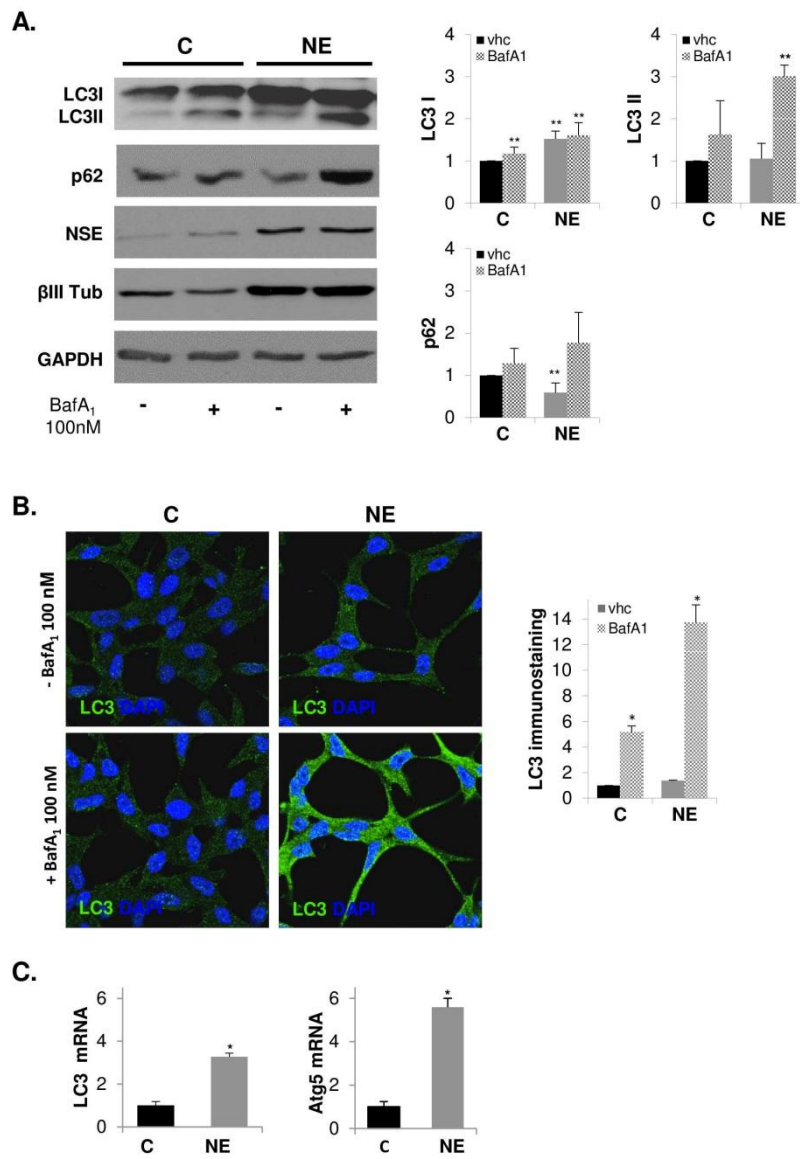 A.
C NE
LC3I
LC3II
p62
NSE
βIII Tub
GAPDH
BafA1 - + - +
100nM
vhc
BafA1
LC3 I
4
3
2
1
0
** ** **
C NE
vhc
BafA1
LC3 II
4
3
2
1
0
**
C NE
vhc
BafA1
p62
4
2
1
0
**
C NE
B.
C NE
- BafA1 100 nM
LC3 DAPI
LC3 DAPI
+ BafA1 100 nM
LC3 DAPI
LC3 DAPI
vhc
BafA1
LC3 immunostaining
14
12
10
8
6
4
2
0
* *
C NE
C.
LC3 mRNA
6
4
2
0
*
C NE
Atg5 mRNA
6
4
2
0
*
C NE